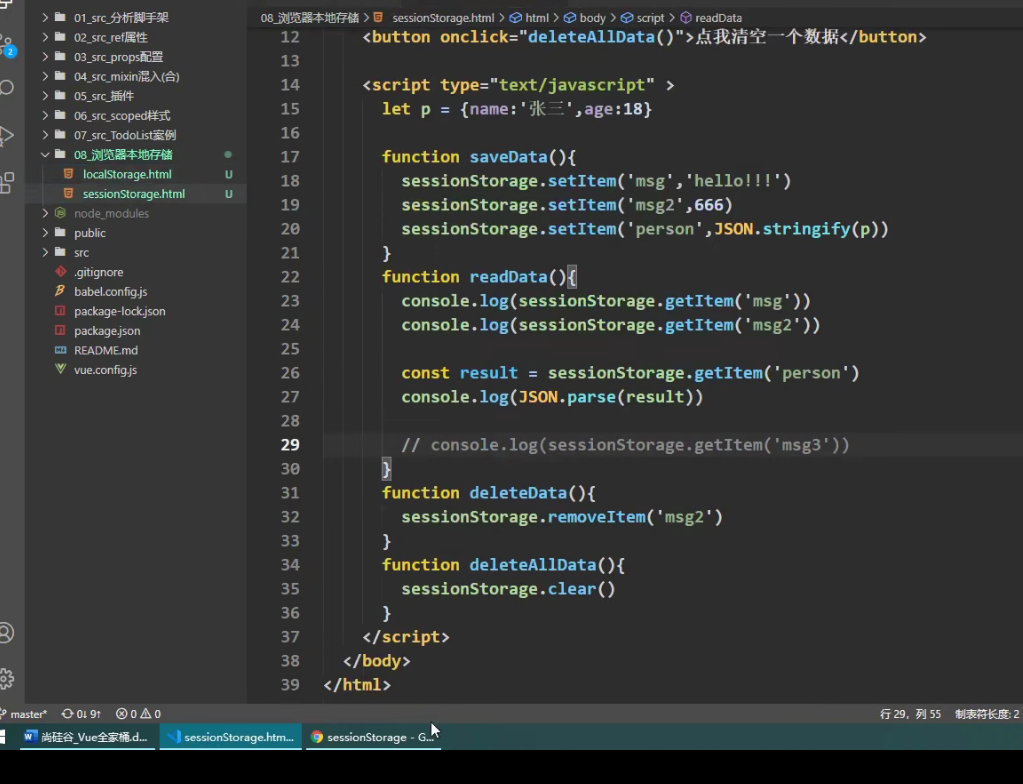 01_src_分析脚手架
02_src_ref属性
03_src_props配置
04_src_mixin混入(合)
05_src_插件
06_src_scoped样式
07_src_TodoList案例
08_浏览器本地存储
localStorage.html U
sessionStorage.html U
node_modules
public
src
.gitignore
babel.config.js
package-lock.json
package.json
README.md
vue.config.js
2
08_浏览器本地存储 > sessionStorage.html > html > body > script > readData
12 <button onclick="deleteAllData()">点我清空一个数据</button>
13
14 <script type="text/javascript" >
15 let p = {name:'张三',age:18}
16
17 function saveData(){
18 sessionStorage.setItem('msg','hello!!!')
19 sessionStorage.setItem('msg2',666)
20 sessionStorage.setItem('person',JSON.stringify(p))
21 }
22 function readData(){
23 console.log(sessionStorage.getItem('msg'))
24 console.log(sessionStorage.getItem('msg2'))
25
26 const result = sessionStorage.getItem('person')
27 console.log(JSON.parse(result))
28
29 // console.log(sessionStorage.getItem('msg3'))
30 }
31 function deleteData(){
32 sessionStorage.removeItem('msg2')
33 }
34 function deleteAllData(){
35 sessionStorage.clear()
36 }
37 </script>
38 </body>
39 </html>
master* 0↓ 9↑ 0 0 行 29，列 55 制表符长度: 2
尚硅谷_Vue全家桶.d... sessionStorage.htm... sessionStorage - G...